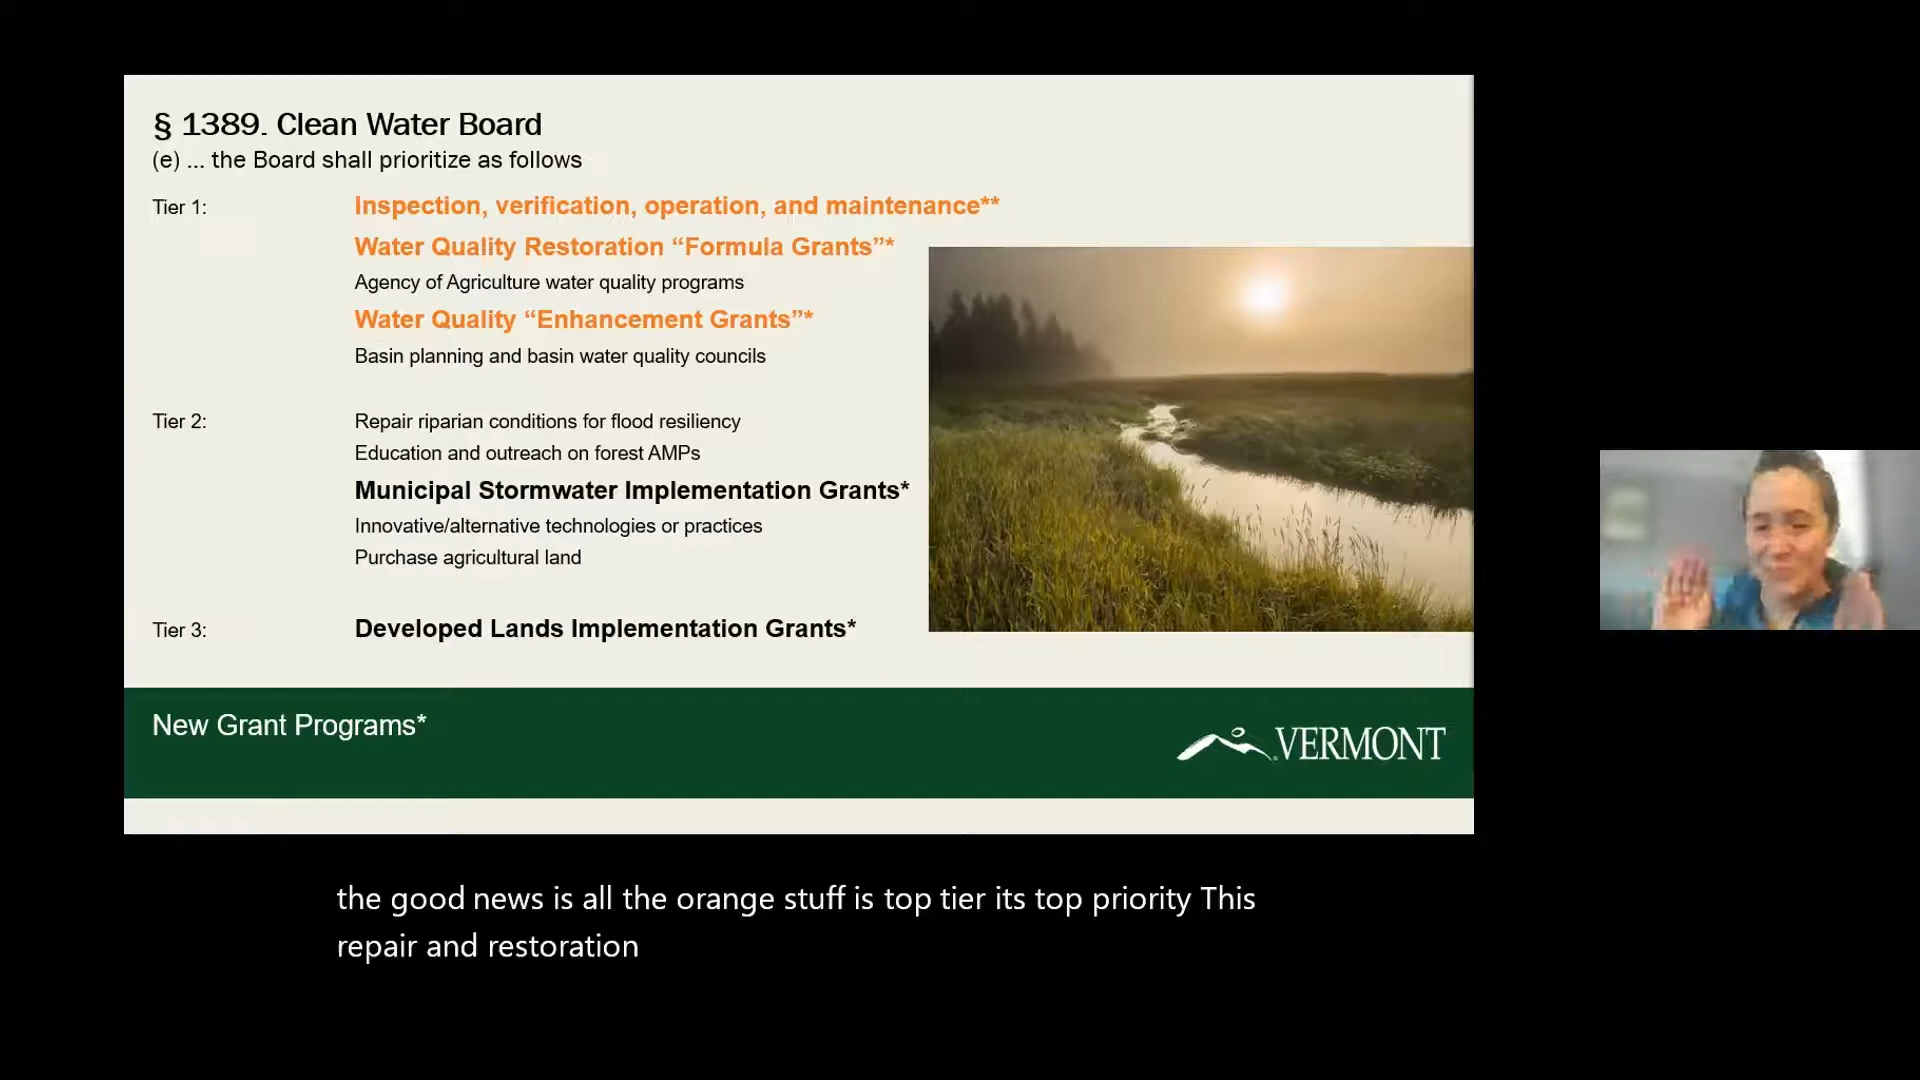 § 1389. Clean Water Board
(e) ... the Board shall prioritize as follows
Tier 1:
Inspection, verification, operation, and maintenance**
Water Quality Restoration “Formula Grants”*
Agency of Agriculture water quality programs
Water Quality “Enhancement Grants”*
Basin planning and basin water quality councils
Tier 2:
Repair riparian conditions for flood resiliency
Education and outreach on forest AMPs
Municipal Stormwater Implementation Grants*
Innovative/alternative technologies or practices
Purchase agricultural land
Tier 3:
Developed Lands Implementation Grants*
New Grant Programs*
VERMONT
the good news is all the orange stuff is top tier its top priority This
repair and restoration